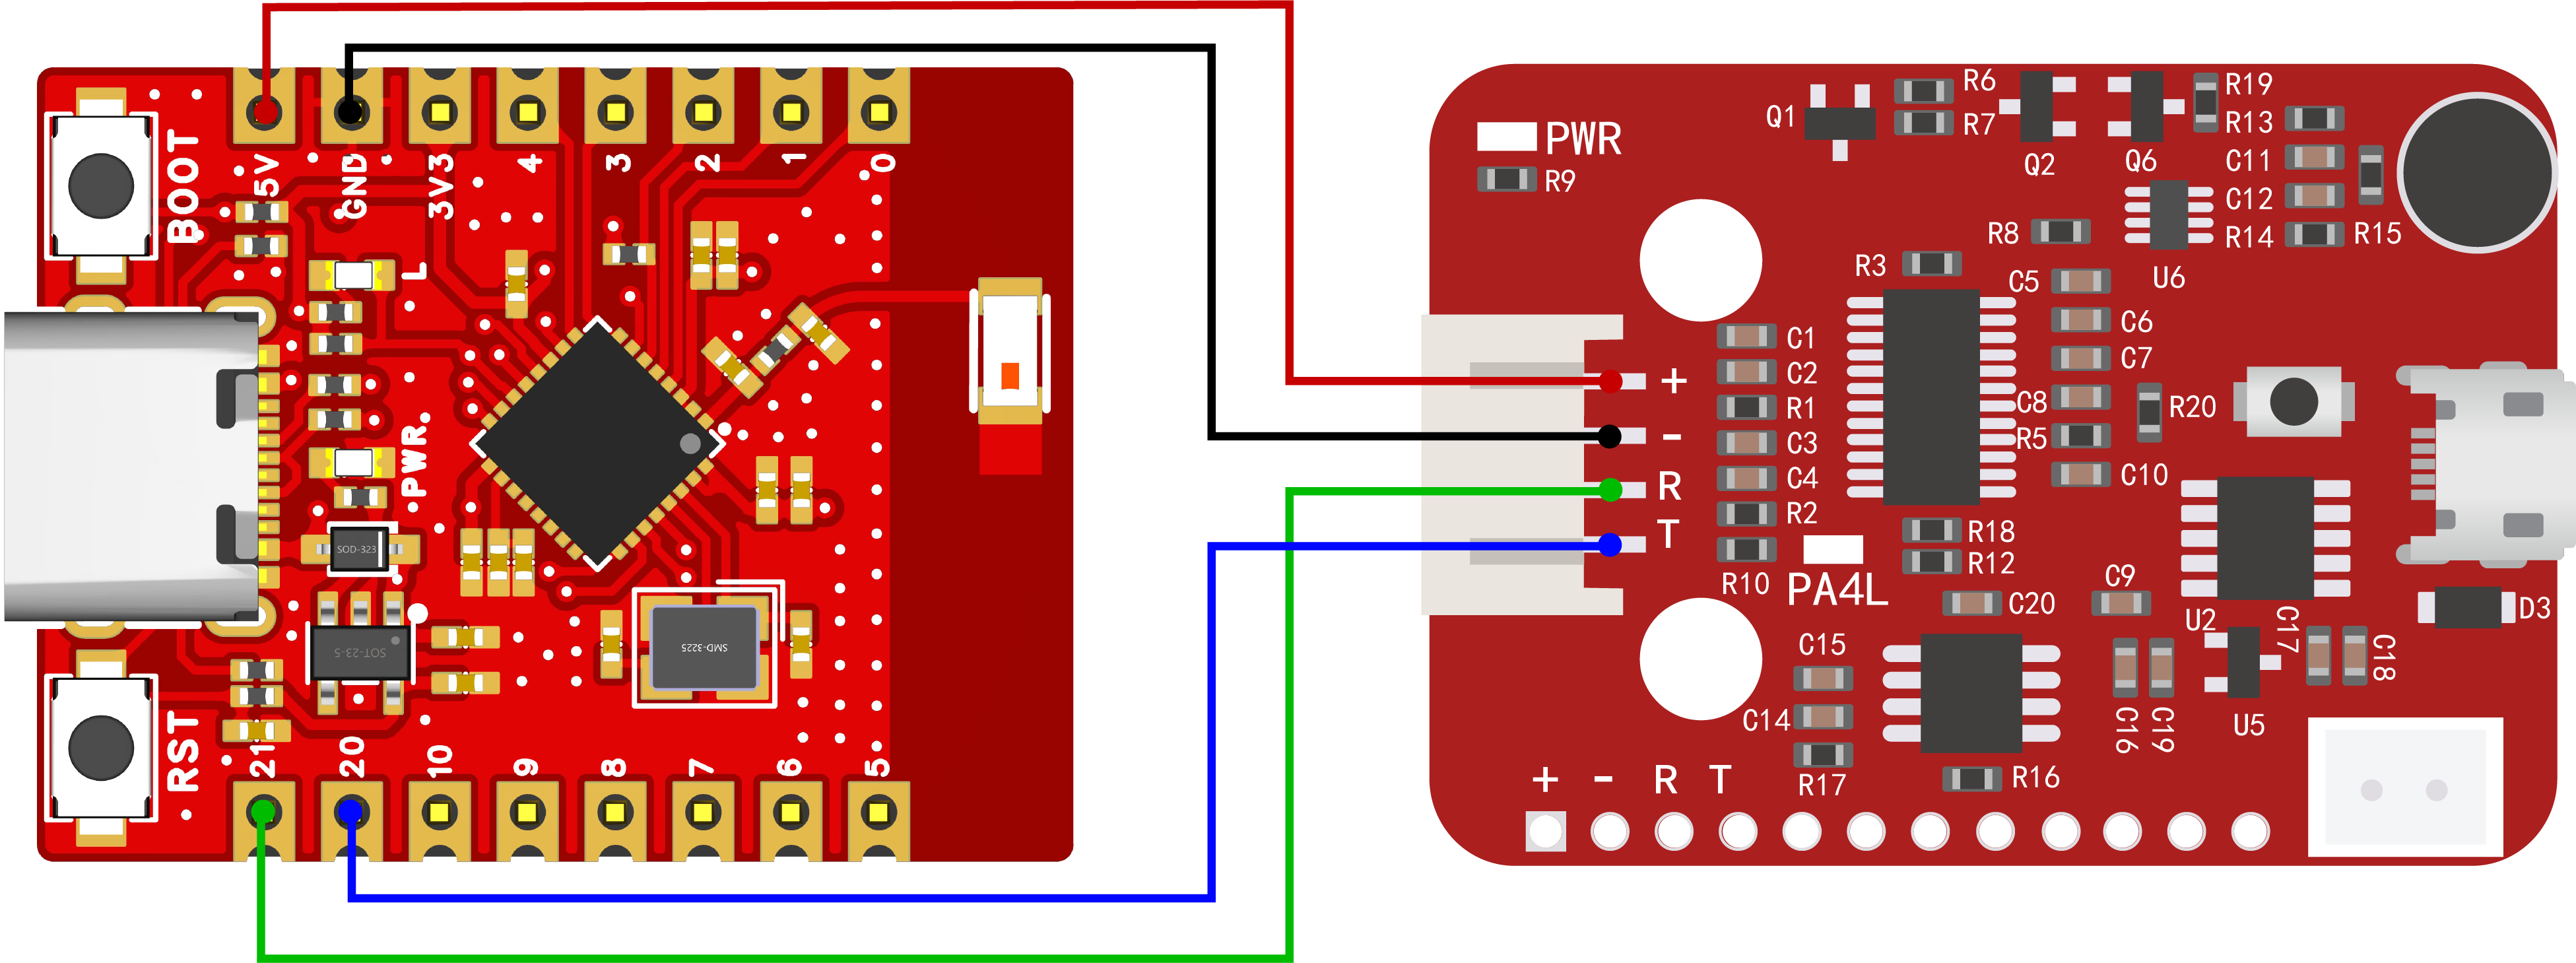 BOOT
5V
GND
3V3
4
3
2
1
0
L
PWR
SOD-323
SOT-23-5
SMD-3225
RST
21
20
10
9
8
7
6
5
PWR
R9
Q1
R6
R7
Q2
Q6
R19
R13
C11
C12
R14
R15
U6
R8
R3
C5
C6
C7
C8
R5
C10
R20
C1
C2
R1
C3
C4
R2
R10
+
-
R
T
PA4L
R18
R12
C20
C9
U2
C17
C18
D3
C15
C14
R17
R16
C16
C19
U5
+ - R T